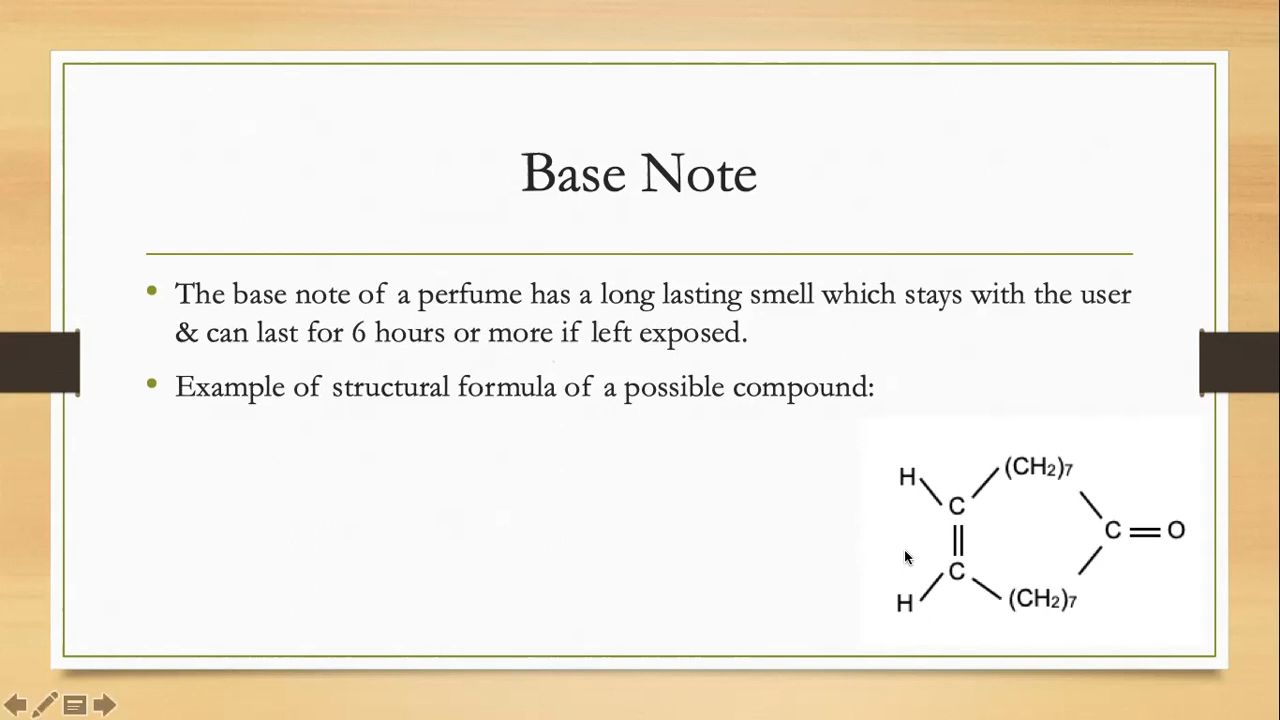 Base Note
The base note of a perfume has a long lasting smell which stays with the user
& can last for 6 hours or more if left exposed.
Example of structural formula of a possible compound:
H (CH₂)₇
C
C = O
C
H (CH₂)₇